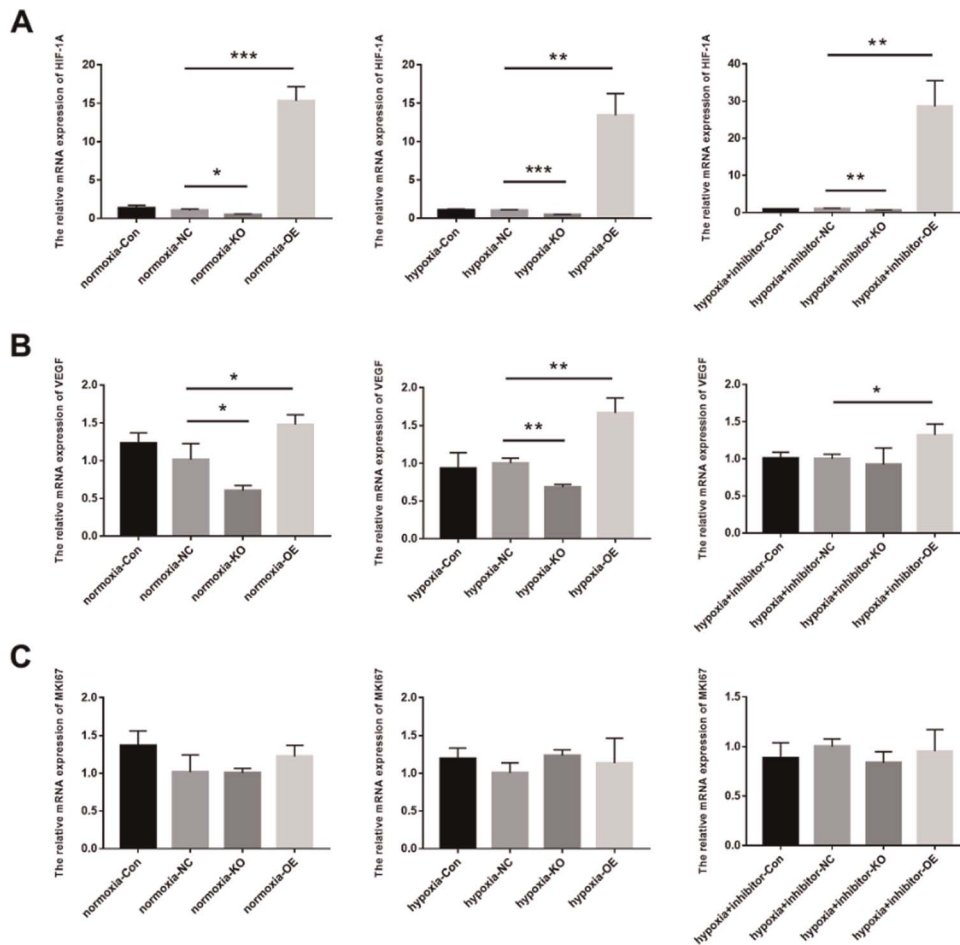 A
The relative mRNA expression of HIF-1A
20
15
10
5
0
***
*
normoxia-Con
normoxia-NC
normoxia-KO
normoxia-OE
The relative mRNA expression of HIF-1A
20
15
10
5
0
**
***
hypoxia-Con
hypoxia-NC
hypoxia-KO
hypoxia-OE
The relative mRNA expression of HIF-1A
40
30
20
10
0
**
**
hypoxia+inhibitor-Con
hypoxia+inhibitor-NC
hypoxia+inhibitor-KO
hypoxia+inhibitor-OE
B
The relative mRNA expression of VEGF
2.0
1.5
1.0
0.5
0.0
*
*
normoxia-Con
normoxia-NC
normoxia-KO
normoxia-OE
The relative mRNA expression of VEGF
2.0
1.5
1.0
0.5
0.0
**
**
hypoxia-Con
hypoxia-NC
hypoxia-KO
hypoxia-OE
The relative mRNA expression of VEGF
2.0
1.5
1.0
0.5
0.0
*
hypoxia+inhibitor-Con
hypoxia+inhibitor-NC
hypoxia+inhibitor-KO
hypoxia+inhibitor-OE
C
The relative mRNA expression of MKI67
2.0
1.5
1.0
0.5
0.0
normoxia-Con
normoxia-NC
normoxia-KO
normoxia-OE
The relative mRNA expression of MKI67
2.0
1.5
1.0
0.5
0.0
hypoxia-Con
hypoxia-NC
hypoxia-KO
hypoxia-OE
The relative mRNA expression of MKI67
1.5
1.0
0.5
0.0
hypoxia+inhibitor-Con
hypoxia+inhibitor-NC
hypoxia+inhibitor-KO
hypoxia+inhibitor-OE